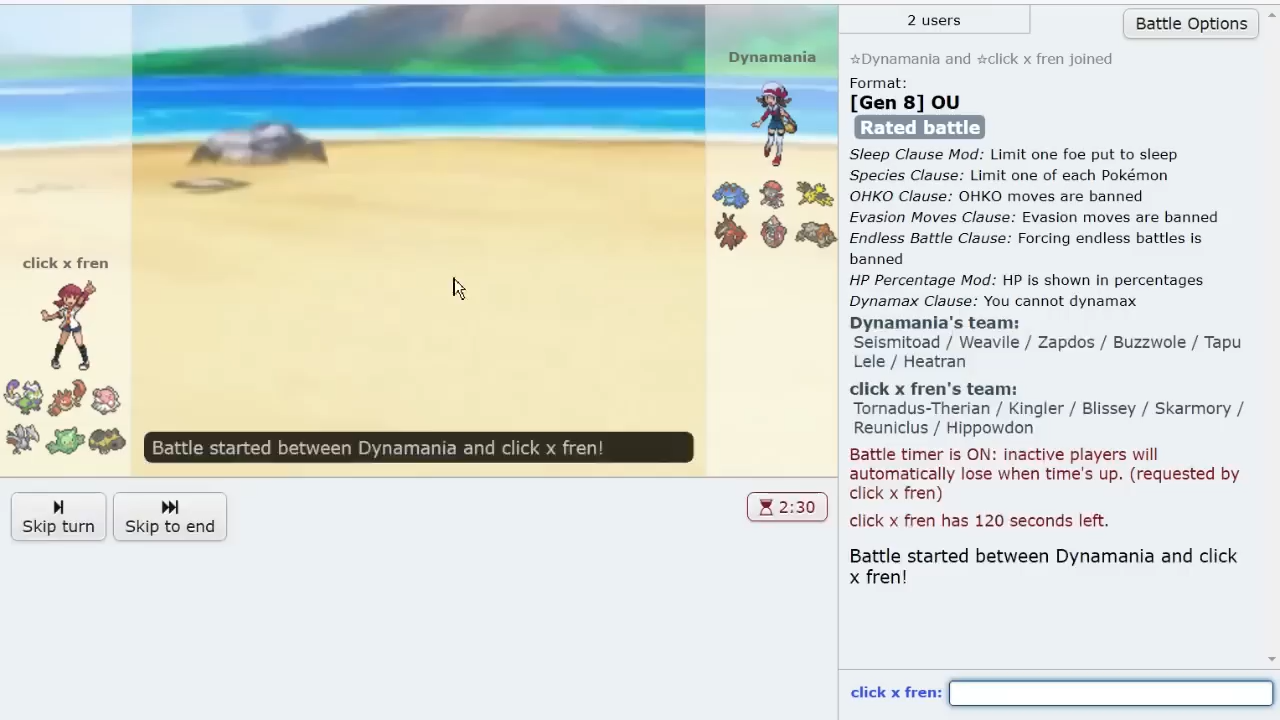 Dynamania
click x fren
Battle started between Dynamania and click x fren!
Skip turn
Skip to end
2:30
2 users
Battle Options
☆Dynamania and ☆click x fren joined
Format:
[Gen 8] OU
Rated battle
Sleep Clause Mod: Limit one foe put to sleep
Species Clause: Limit one of each Pokémon
OHKO Clause: OHKO moves are banned
Evasion Moves Clause: Evasion moves are banned
Endless Battle Clause: Forcing endless battles is
banned
HP Percentage Mod: HP is shown in percentages
Dynamax Clause: You cannot dynamax
Dynamania's team:
Seismitoad / Weavile / Zapdos / Buzzwole / Tapu
Lele / Heatran
click x fren's team:
Tornadus-Therian / Kingler / Blissey / Skarmory /
Reuniclus / Hippowdon
Battle timer is ON: inactive players will
automatically lose when time's up. (requested by
click x fren)
click x fren has 120 seconds left.
Battle started between Dynamania and click
x fren!
click x fren: